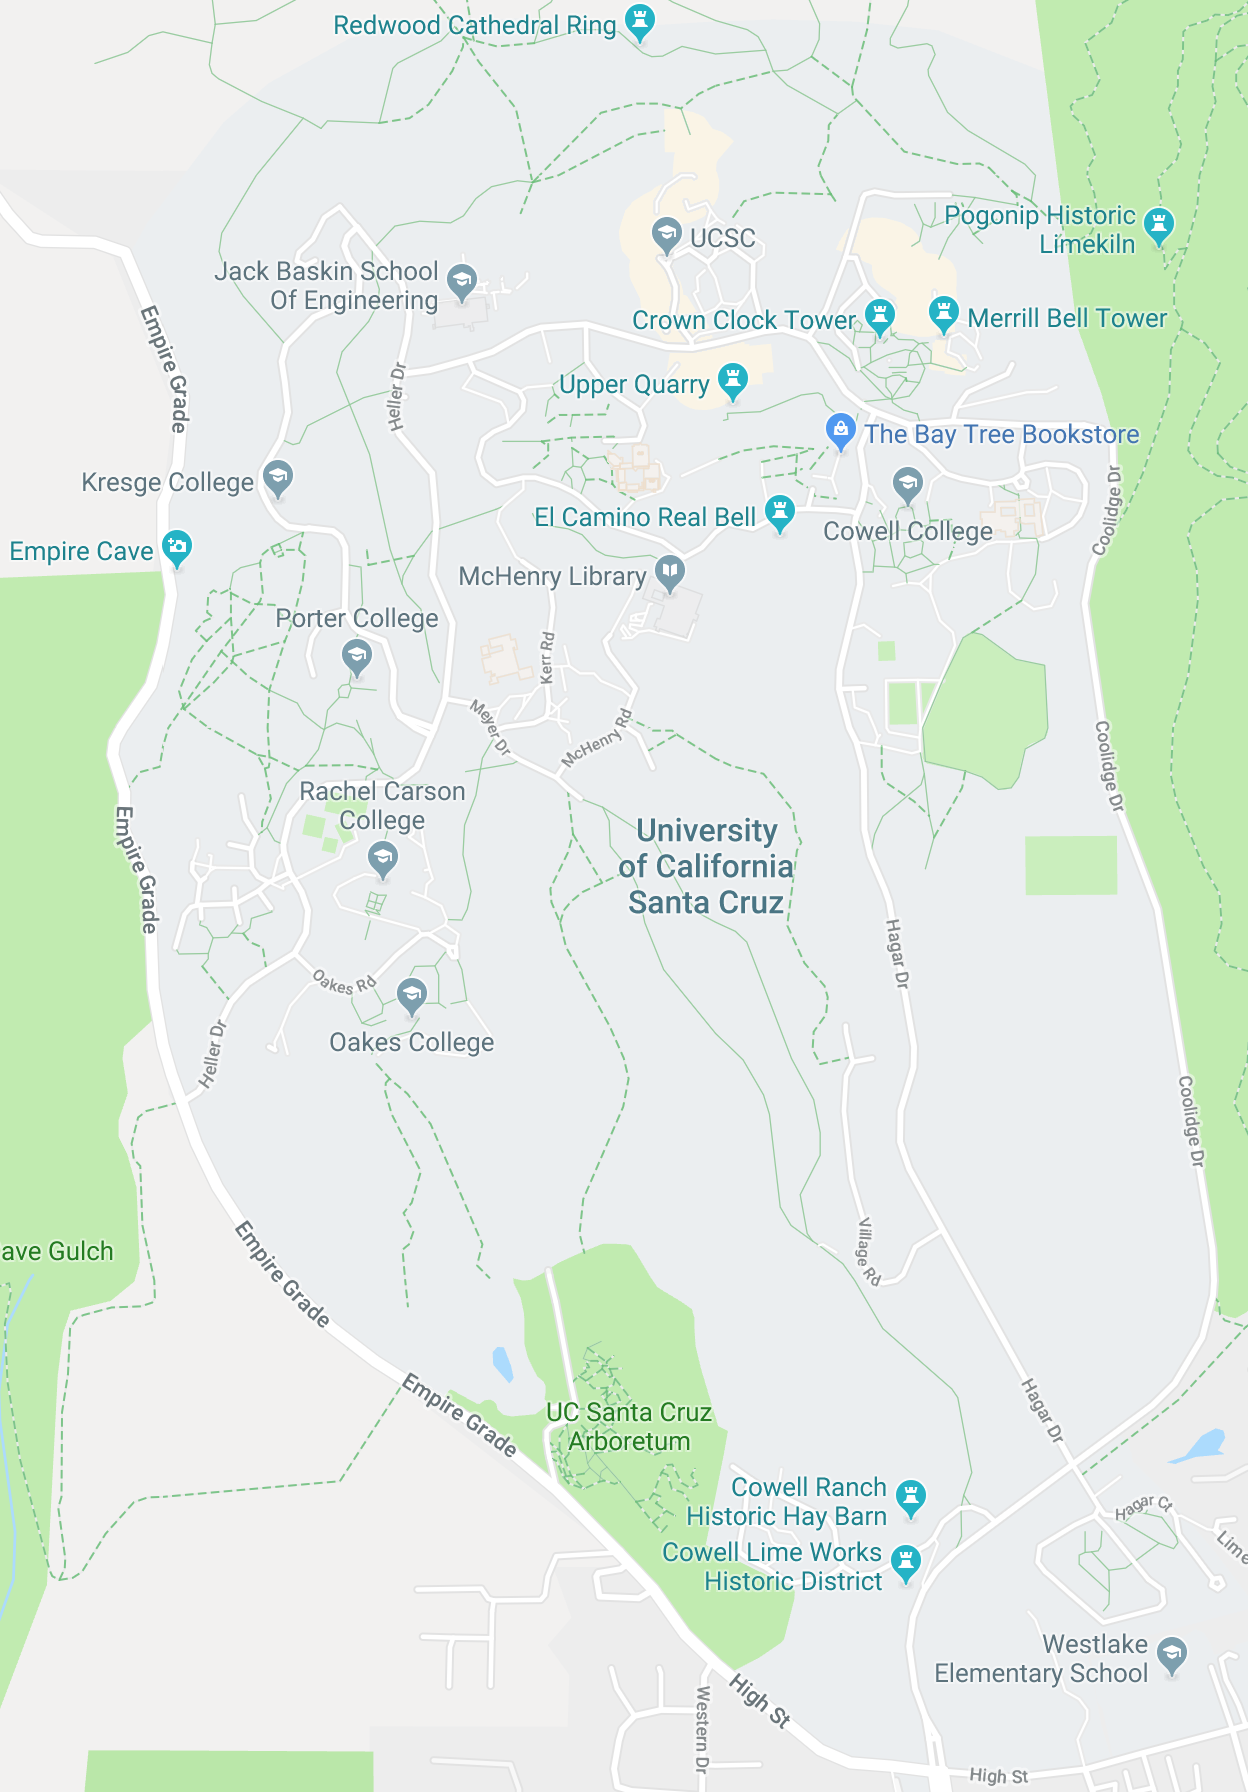 Redwood Cathedral Ring
Pogonip Historic
Limekiln
UCSC
Jack Baskin School
Of Engineering
Crown Clock Tower
Merrill Bell Tower
Empire Grade
Heller Dr
Upper Quarry
The Bay Tree Bookstore
Kresge College
Coolidge Dr
El Camino Real Bell
Cowell College
Empire Cave
McHenry Library
Porter College
Kerr Rd
Meyer Dr
McHenry Rd
Coolidge Dr
Rachel Carson
College
Empire Grade
University
of California
Santa Cruz
Hagar Dr
Oakes Rd
Oakes College
Heller Dr
Coolidge Dr
ave Gulch
Village Rd
Empire Grade
Empire Grade
Hagar Dr
UC Santa Cruz
Arboretum
Cowell Ranch
Historic Hay Barn
Hagar Ct
Lime
Cowell Lime Works
Historic District
Westlake
Elementary School
Western Dr
High St
High St